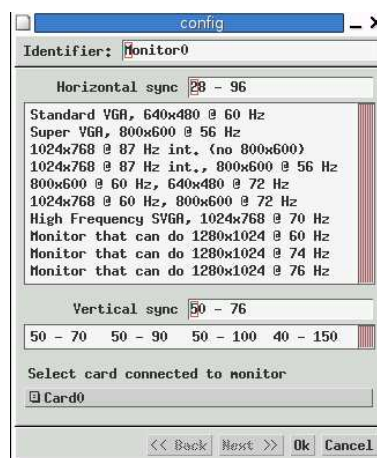 config
Identifier: Monitor0
Horizontal sync 28 - 96
Standard VGA, 640x480 @ 60 Hz
Super VGA, 800x600 @ 56 Hz
1024x768 @ 87 Hz int. (no 800x600)
1024x768 @ 87 Hz int., 800x600 @ 56 Hz
800x600 @ 60 Hz, 640x480 @ 72 Hz
1024x768 @ 60 Hz, 800x600 @ 72 Hz
High Frequency SVGA, 1024x768 @ 70 Hz
Monitor that can do 1280x1024 @ 60 Hz
Monitor that can do 1280x1024 @ 74 Hz
Monitor that can do 1280x1024 @ 76 Hz
Vertical sync 50 - 76
50 - 70 50 - 90 50 - 100 40 - 150
Select card connected to monitor
Card0
<< Back Next >> Ok Cancel